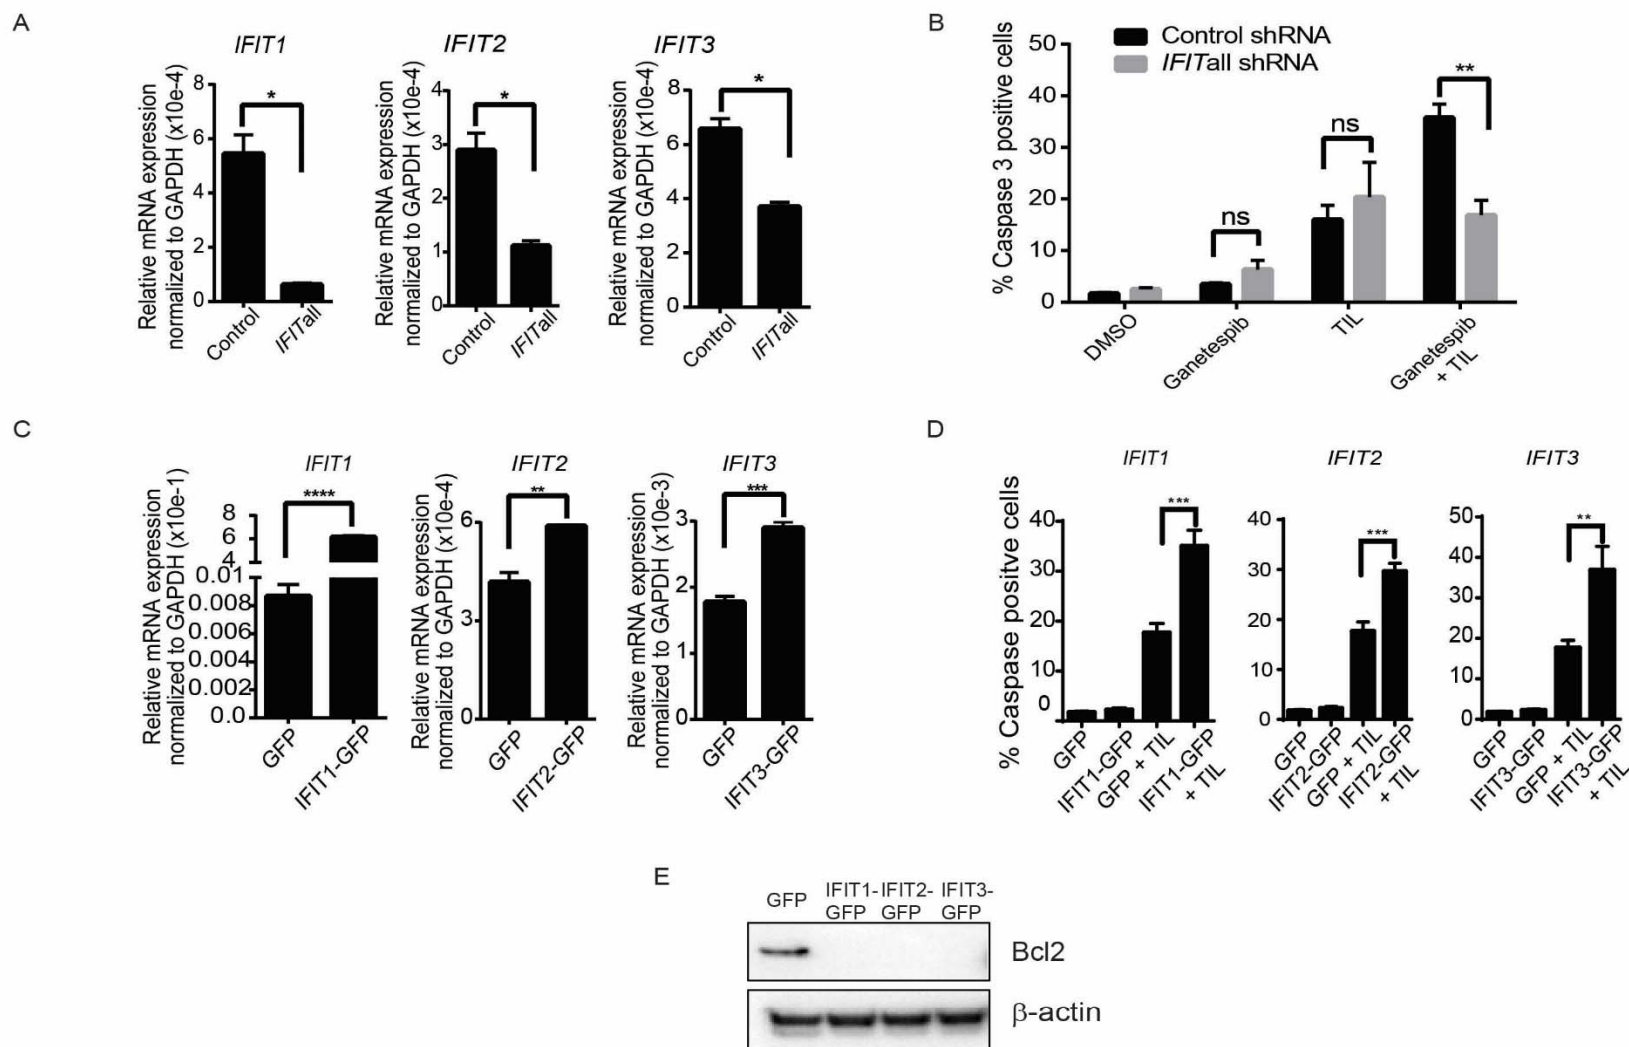 A
IFIT1
Relative mRNA expression
normalized to GAPDH (x10e-4)
8
6
4
2
0
*
Control
IFITall
IFIT2
Relative mRNA expression
normalized to GAPDH (x10e-4)
4
3
2
1
0
*
Control
IFITall
IFIT3
Relative mRNA expression
normalized to GAPDH (x10e-4)
8
6
4
2
0
*
Control
IFITall
B
% Caspase 3 positive cells
50
40
30
20
10
0
Control shRNA
IFITall shRNA
ns
ns
**
DMSO
Ganetespib
TIL
Ganetespib
+ TIL
C
IFIT1
Relative mRNA expression
normalized to GAPDH (x10e-1)
8
6
4
0.01
0.008
0.006
0.004
0.002
0.0
****
GFP
IFIT1-GFP
IFIT2
Relative mRNA expression
normalized to GAPDH (x10e-4)
6
3
0
**
GFP
IFIT2-GFP
IFIT3
Relative mRNA expression
normalized to GAPDH (x10e-3)
3
2
1
0
***
GFP
IFIT3-GFP
D
% Caspase positive cells
IFIT1
40
30
20
10
0
***
GFP
IFIT1-GFP
GFP + TIL
IFIT1-GFP
+ TIL
IFIT2
40
30
20
10
0
***
GFP
IFIT2-GFP
GFP + TIL
IFIT2-GFP
+ TIL
IFIT3
50
40
30
20
10
0
**
GFP
IFIT3-GFP
GFP + TIL
IFIT3-GFP
+ TIL
E
GFP
IFIT1-
GFP
IFIT2-
GFP
IFIT3-
GFP
Bcl2
β-actin